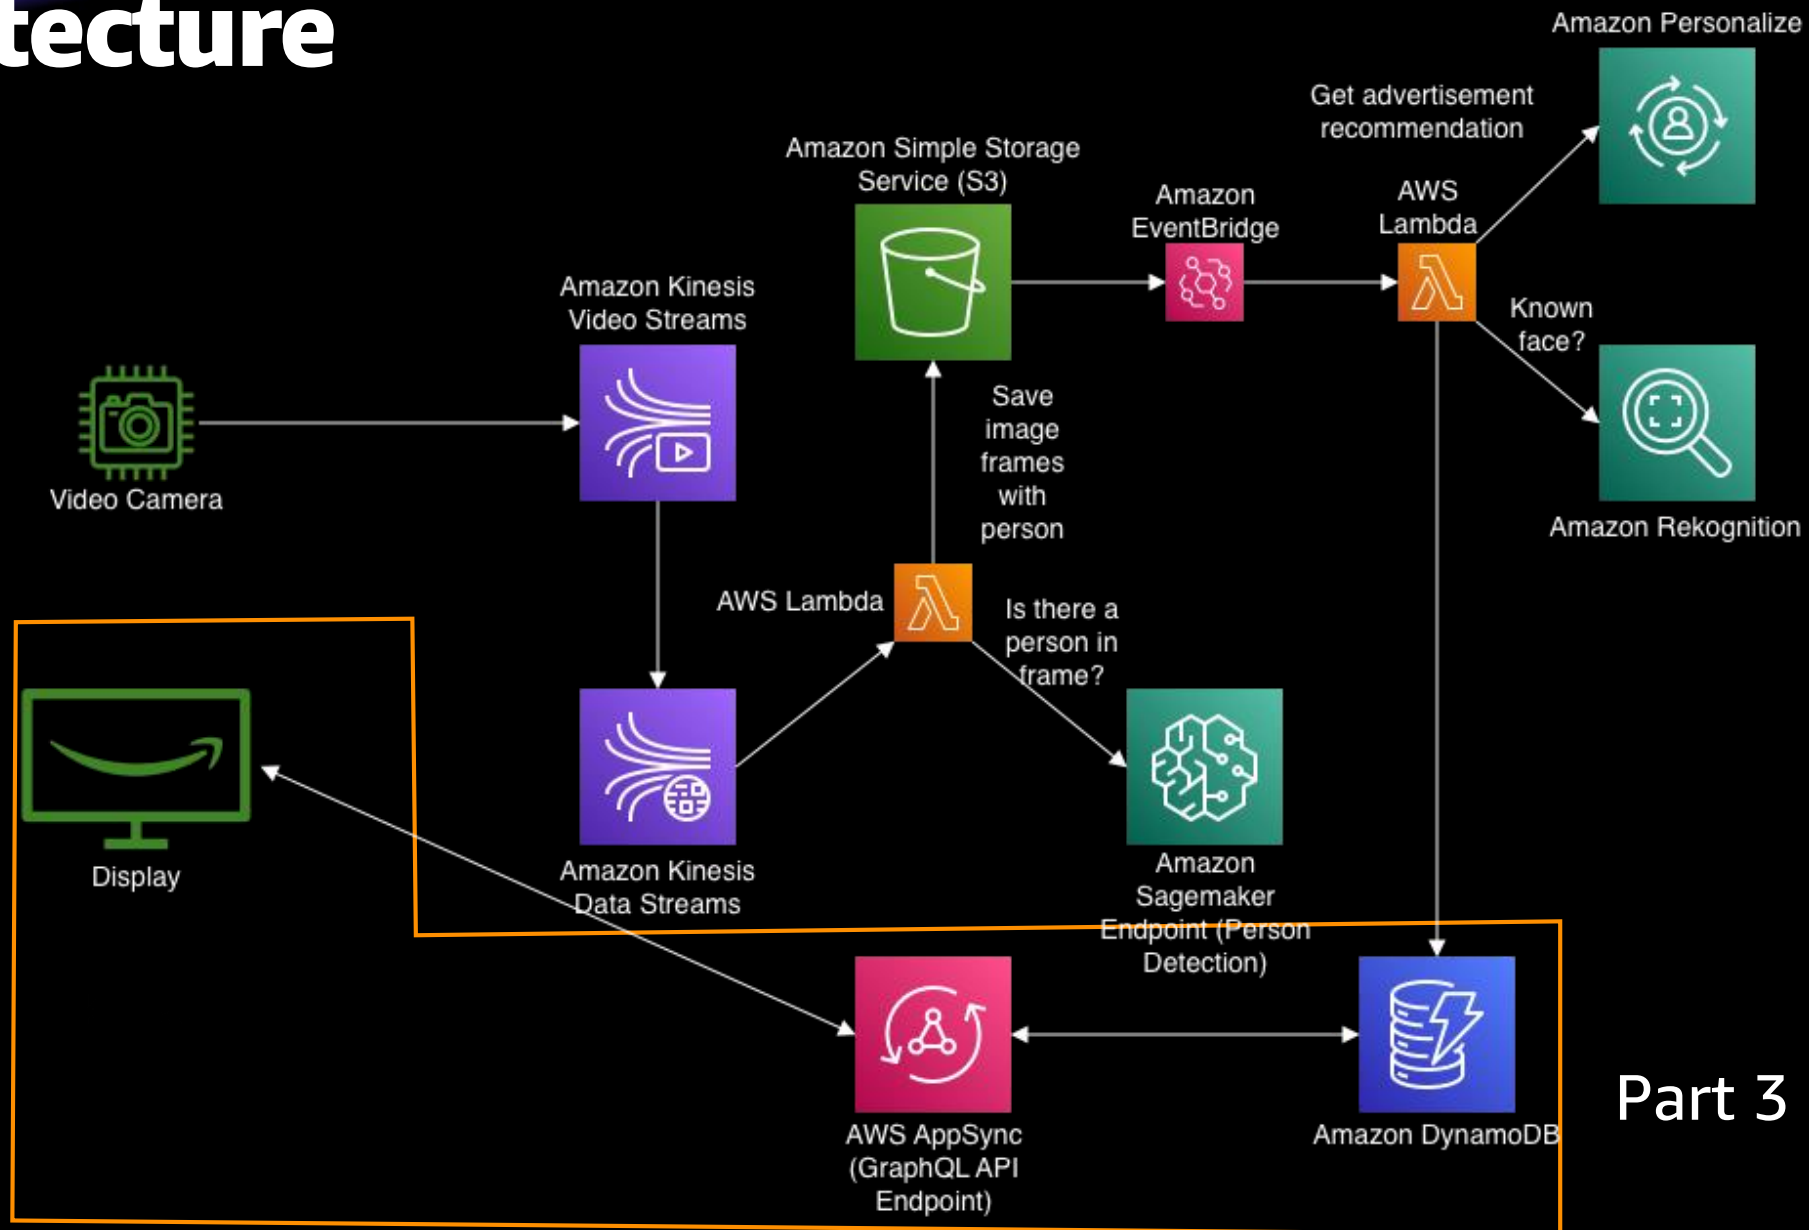 tecture
Amazon Personalize
Get advertisement
recommendation
Amazon Simple Storage
Service (S3)
Amazon
EventBridge
AWS
Lambda
Amazon Kinesis
Video Streams
Known
face?
Video Camera
Save
image
frames
with
person
Amazon Rekognition
AWS Lambda
Is there a
person in
frame?
Display
Amazon Kinesis
Data Streams
Amazon
Sagemaker
Endpoint (Person
Detection)
AWS AppSync
(GraphQL API
Endpoint)
Amazon DynamoDB
Part 3